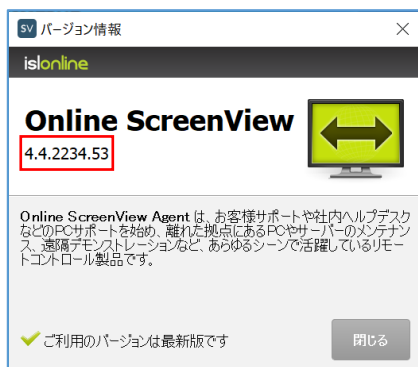 SV バージョン情報
islonline
Online ScreenView
4.4.2234.53
Online ScreenView Agent は、お客様サポートや社内ヘルプデスク
などのPCサポートを始め、離れた拠点にあるPCやサーバーのメンテナン
ス、遠隔デモンストレーションなど、あらゆるシーンで活躍しているリモー
トコントロール製品です。
ご利用のバージョンは最新版です
閉じる